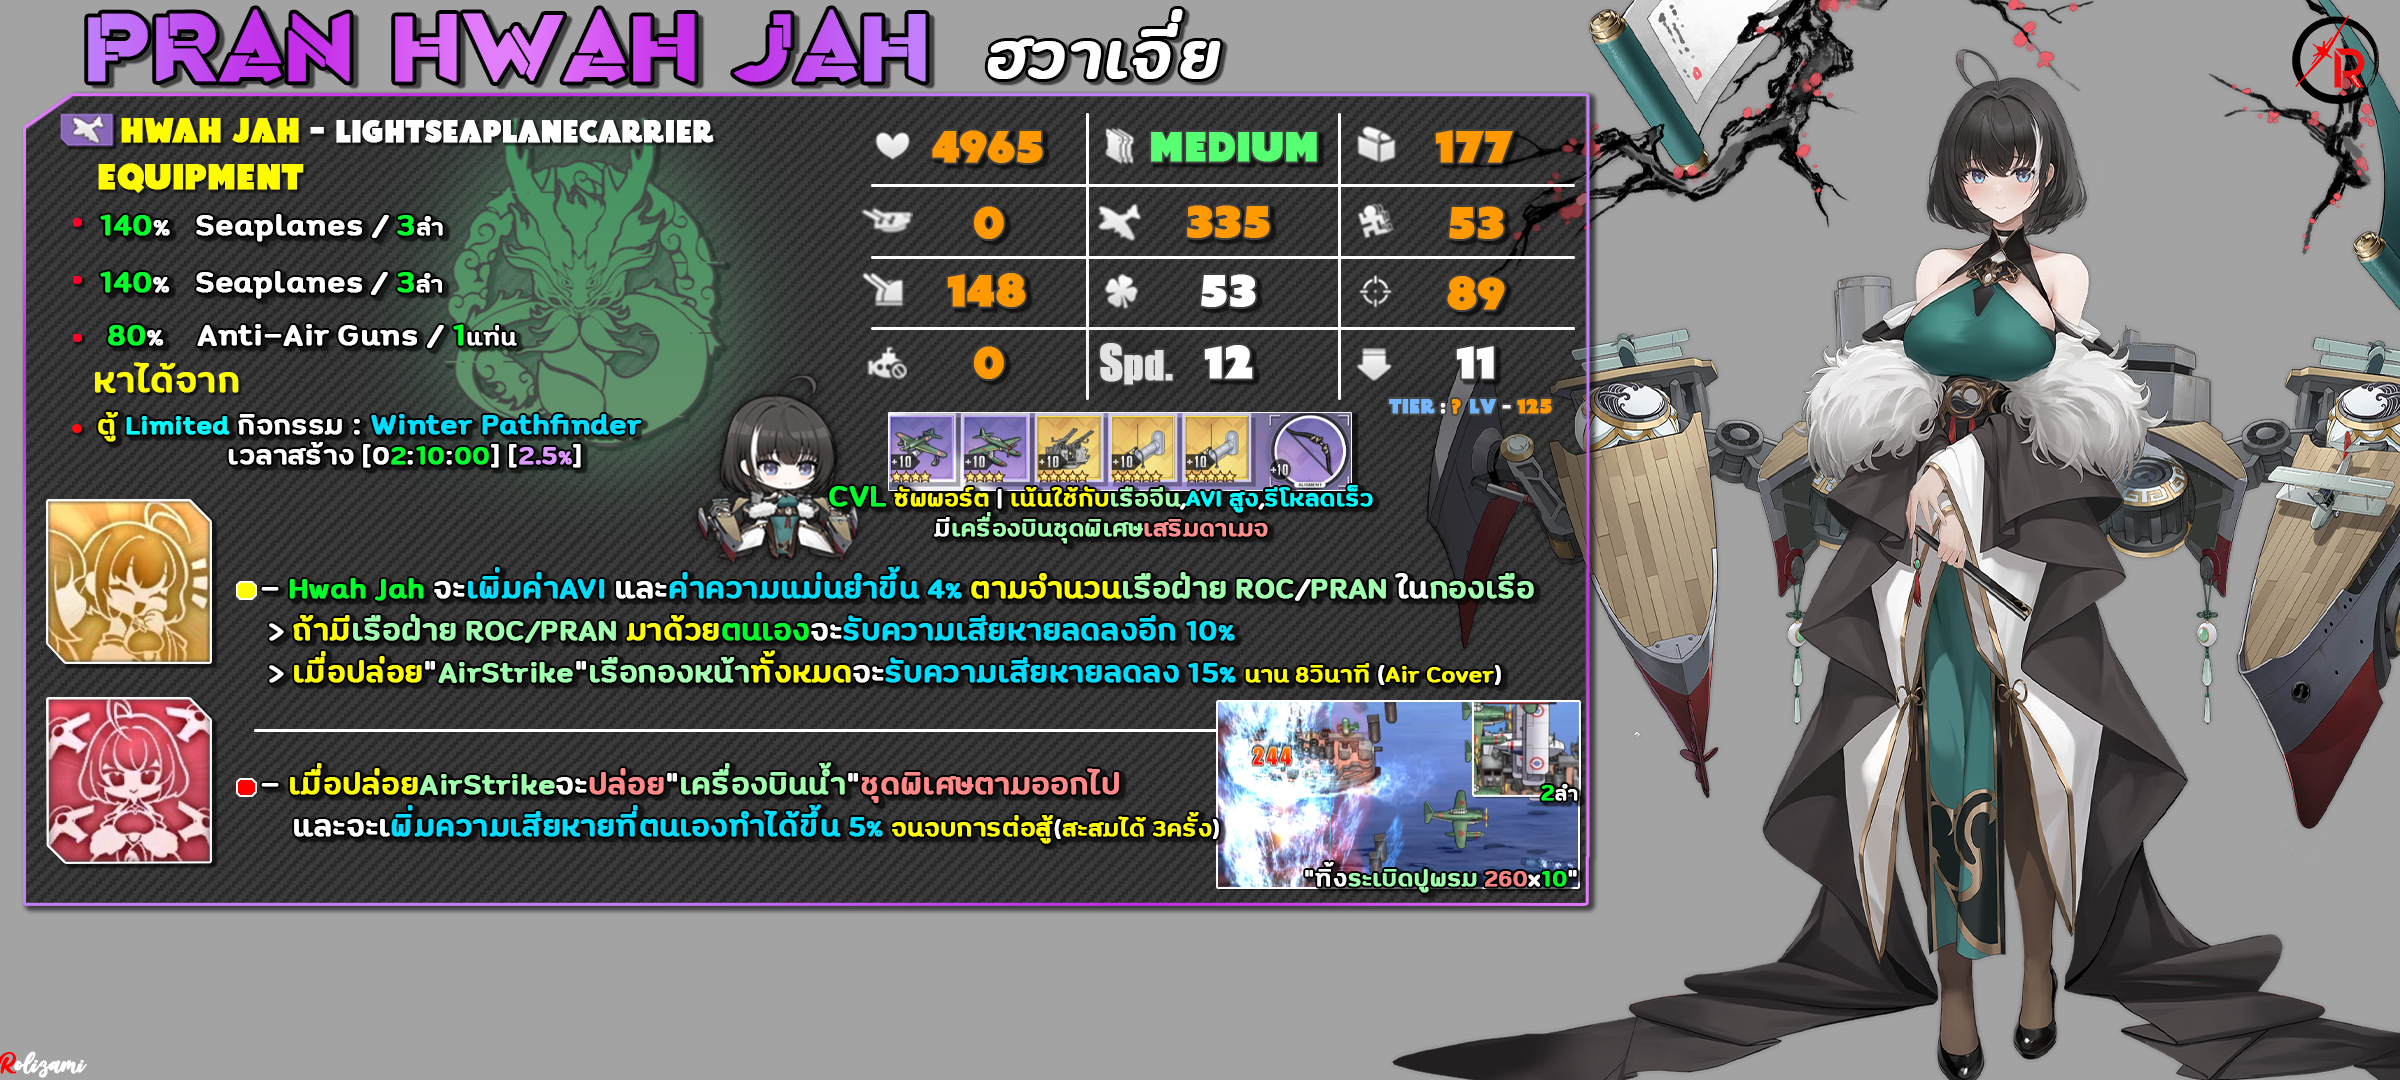 PRAN HWAH JAH ฮวาเจี่ย
HWAH JAH - LIGHTSEAPLANECARRIER
EQUIPMENT
140% Seaplanes / 3ลำ
140% Seaplanes / 3ลำ
80% Anti-Air Guns / 1แท่น
หาได้จาก
ตู้ Limited กิจกรรม : Winter Pathfinder
เวลาสร้าง [02:10:00] [2.5%]
4965 MEDIUM 177
0 335 53
148 53 89
0 Spd. 12 11
TIER : ? LV - 125
+10 +10 +10 +10 +10 +10
CVL ซัพพอร์ต | เน้นใช้กับเรือจีน,AVI สูง,รีโหลดเร็ว
มีเครื่องบินชุดพิเศษเสริมดาเมจ
- Hwah Jah จะเพิ่มค่าAVI และค่าความแม่นยำขึ้น 4% ตามจำนวนเรือฝ่าย ROC/PRAN ในกองเรือ
> ถ้ามีเรือฝ่าย ROC/PRAN มาด้วยตนเองจะรับความเสียหายลดลงอีก 10%
> เมื่อปล่อย"AirStrike"เรือกองหน้าทั้งหมดจะรับความเสียหายลดลง 15% นาน 8วินาที (Air Cover)
- เมื่อปล่อยAirStrikeจะปล่อย"เครื่องบินน้ำ"ชุดพิเศษตามออกไป
และจะเพิ่มความเสียหายที่ตนเองทำได้ขึ้น 5% จนจบการต่อสู้(สะสมได้ 3ครั้ง)
244
2ลำ
"ทิ้งระเบิดปูพรม 260x10"
R
Rolizami